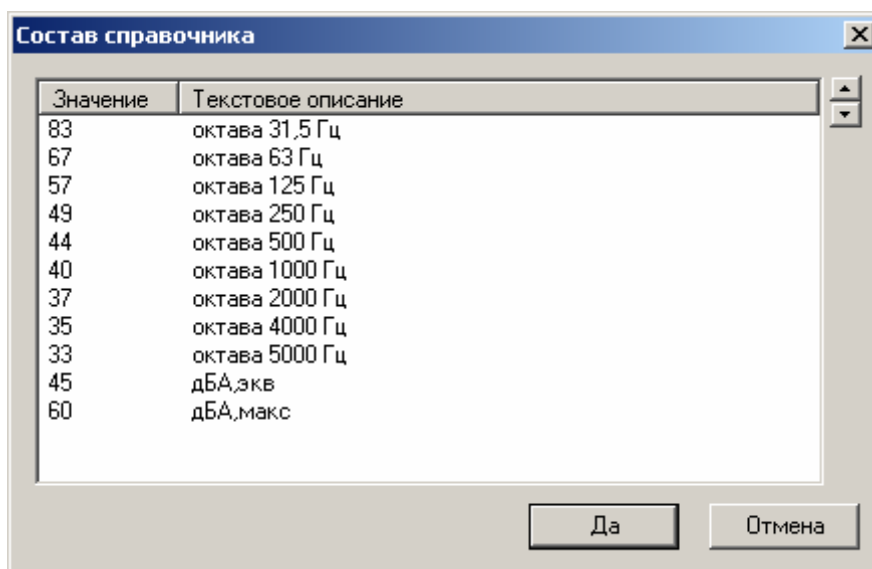 Состав справочника
Значение Текстовое описание
83 октава 31,5 Гц
67 октава 63 Гц
57 октава 125 Гц
49 октава 250 Гц
44 октава 500 Гц
40 октава 1000 Гц
37 октава 2000 Гц
35 октава 4000 Гц
33 октава 5000 Гц
45 дБА,экв
60 дБА,макс
Да Отмена